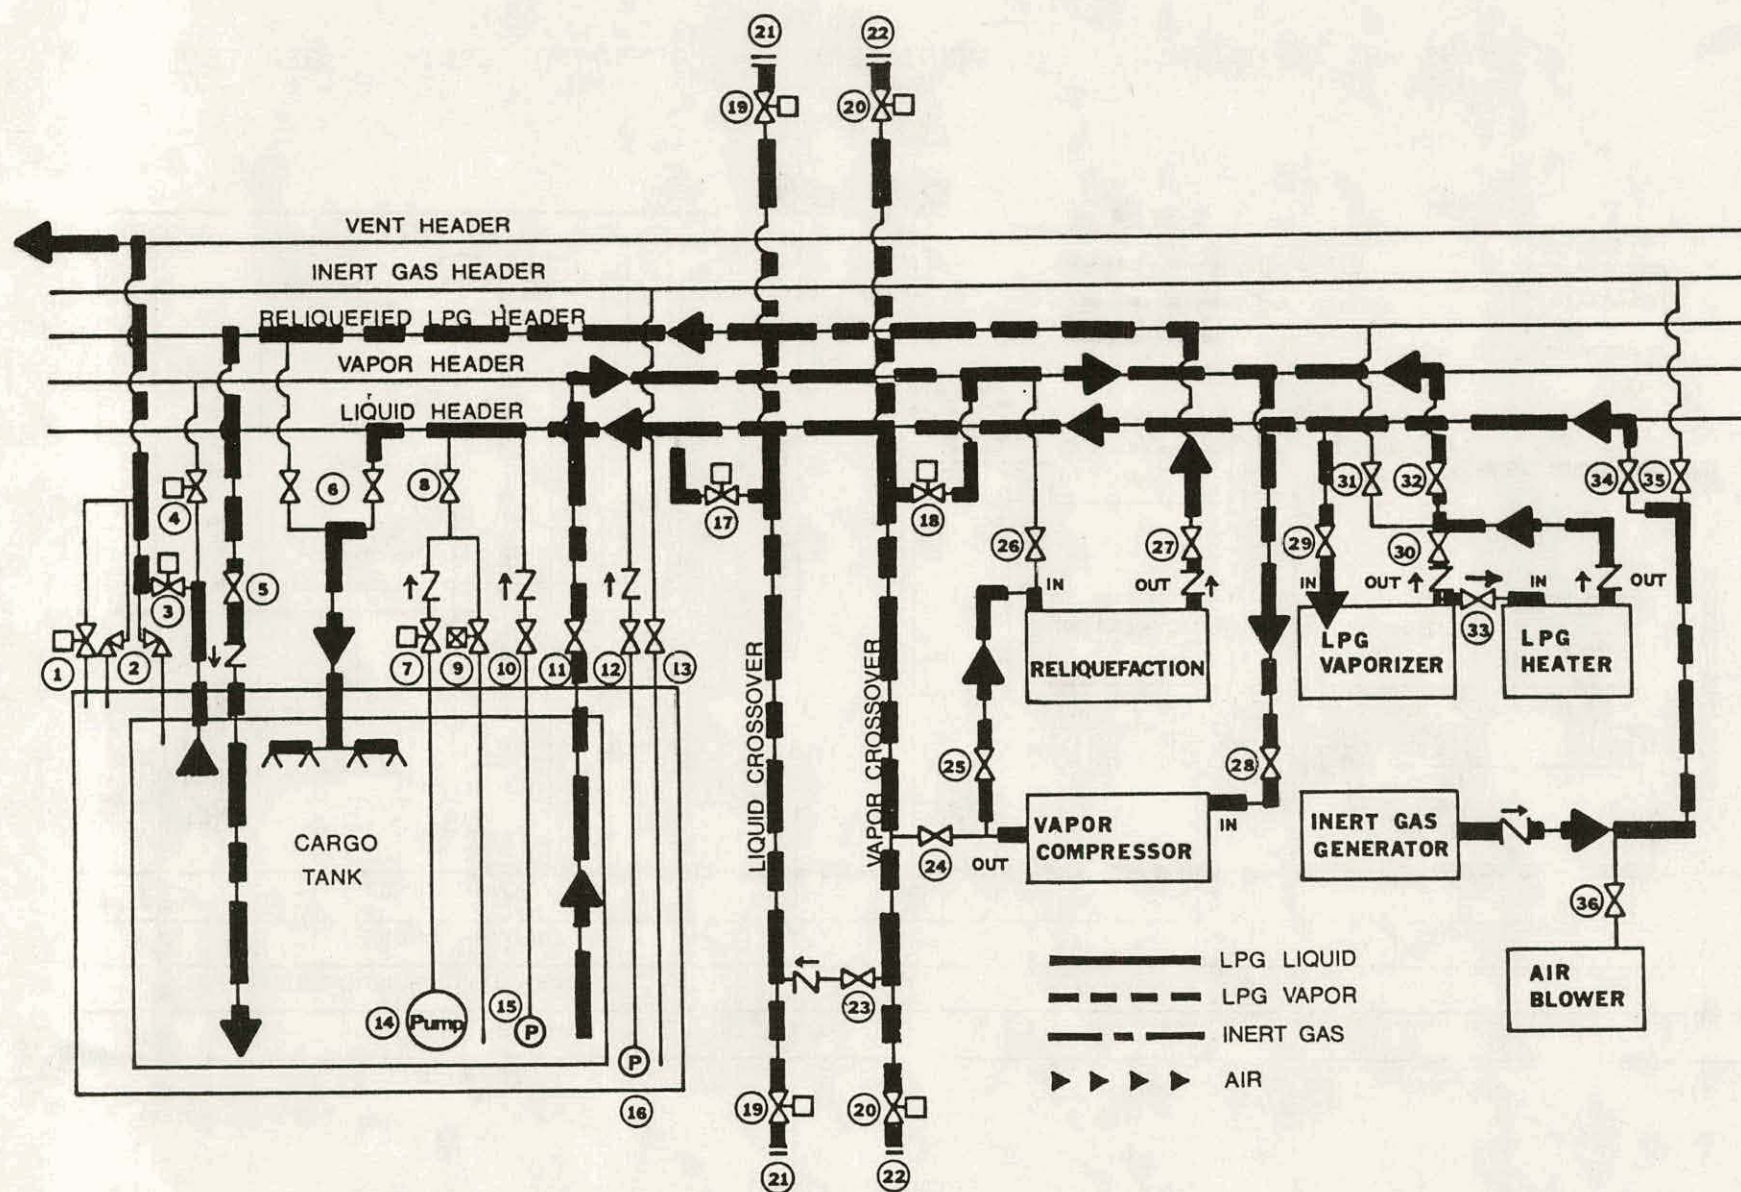 21
22
19
20
VENT HEADER
INERT GAS HEADER
RELIQUEFIED LPG HEADER
VAPOR HEADER
LIQUID HEADER
4
6
8
17
18
31
32
34
35
26
27
29
30
IN
OUT
IN
OUT
IN
OUT
3
5
33
1
2
7
9
10
11
12
13
RELIQUEFACTION
LPG
VAPORIZER
LPG
HEATER
LIQUID CROSSOVER
VAPOR CROSSOVER
25
28
CARGO
TANK
VAPOR
COMPRESSOR
IN
OUT
24
INERT GAS
GENERATOR
36
14
Pump
15
P
P
16
23
LPG LIQUID
LPG VAPOR
INERT GAS
AIR
AIR
BLOWER
19
20
21
22